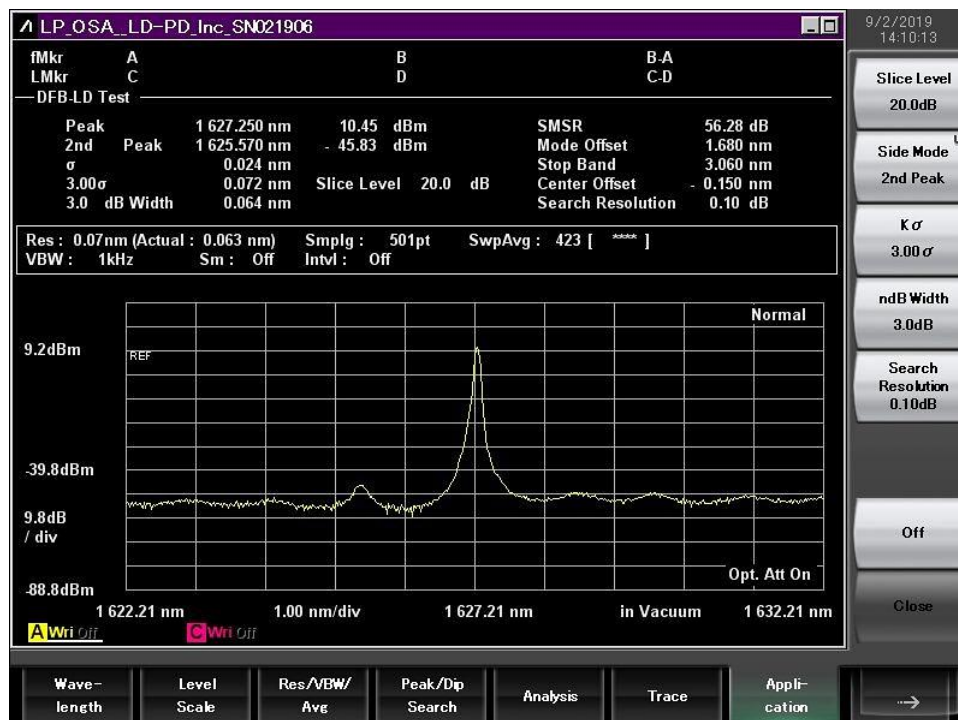 LP_OSA__LD-PD_Inc_SN021906
9/2/2019
14:10:13
fMkr A B B-A
LMkr C D C-D
DFB-LD Test
Peak 1 627.250 nm 10.45 dBm SMSR 56.28 dB
2nd Peak 1 625.570 nm - 45.83 dBm Mode Offset 1.680 nm
σ 0.024 nm Stop Band 3.060 nm
3.00σ 0.072 nm Slice Level 20.0 dB Center Offset - 0.150 nm
3.0 dB Width 0.064 nm Search Resolution 0.10 dB
Res : 0.07nm (Actual : 0.063 nm) Smplg : 501pt SwpAvg : 423 [ **** ]
VBW : 1kHz Sm : Off Intvl : Off
Normal
9.2dBm
REF
-39.8dBm
9.8dB
/ div
Opt. Att On
-88.8dBm
1 622.21 nm 1.00 nm/div 1 627.21 nm in Vacuum 1 632.21 nm
A Wri Off C Wri Off
Slice Level
20.0dB
Side Mode
2nd Peak
K σ
3.00 σ
ndB Width
3.0dB
Search
Resolution
0.10dB
Off
Close
Wave-
length
Level
Scale
Res/VBW/
Avg
Peak/Dip
Search
Analysis
Trace
Appli-
cation